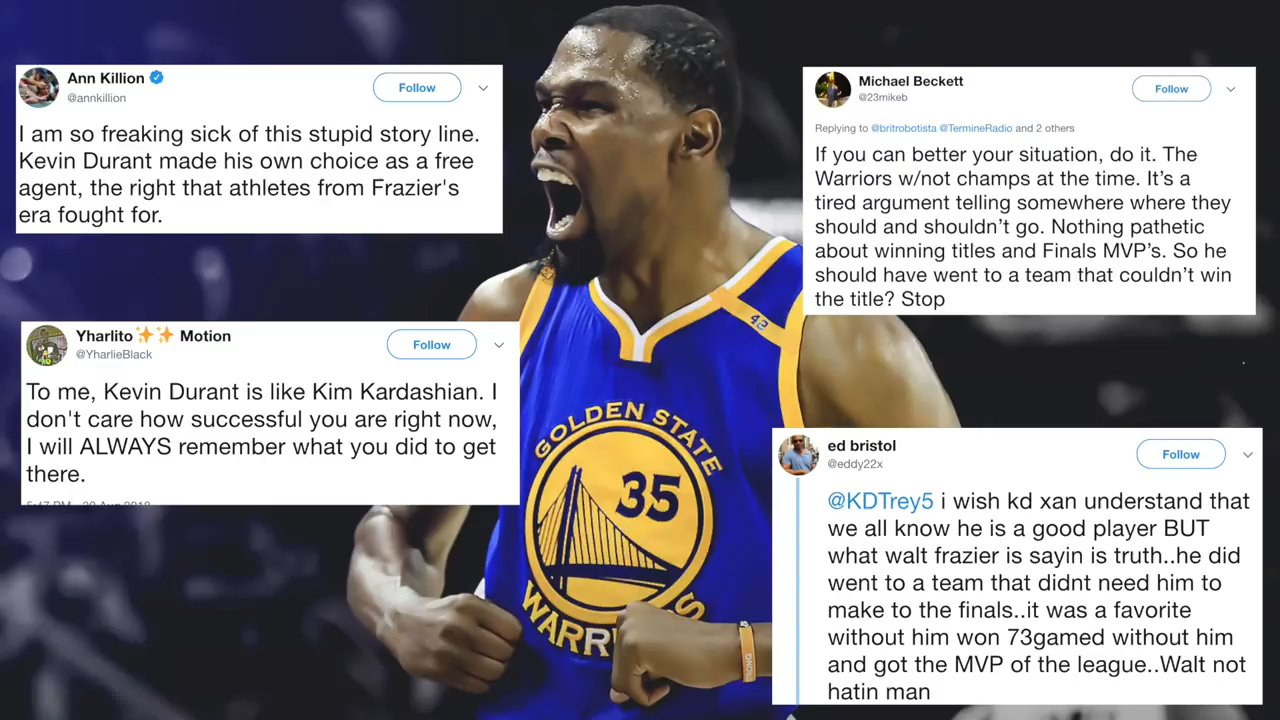 Ann Killion
@annkillion
Follow
I am so freaking sick of this stupid story line.
Kevin Durant made his own choice as a free
agent, the right that athletes from Frazier's
era fought for.
Michael Beckett
@23mikeb
Follow
Replying to @britrobotista @TermineRadio and 2 others
If you can better your situation, do it. The
Warriors w/not champs at the time. It's a
tired argument telling somewhere where they
should and shouldn't go. Nothing pathetic
about winning titles and Finals MVP's. So he
should have went to a team that couldn't win
the title? Stop
Yharlito✨✨ Motion
@YharlieBlack
Follow
To me, Kevin Durant is like Kim Kardashian. I
don't care how successful you are right now,
I will ALWAYS remember what you did to get
there.
ed bristol
@eddy22x
Follow
@KDTrey5 i wish kd xan understand that
we all know he is a good player BUT
what walt frazier is sayin is truth..he did
went to a team that didnt need him to
make to the finals..it was a favorite
without him won 73gamed without him
and got the MVP of the league..Walt not
hatin man
42
GOLDEN STATE
35